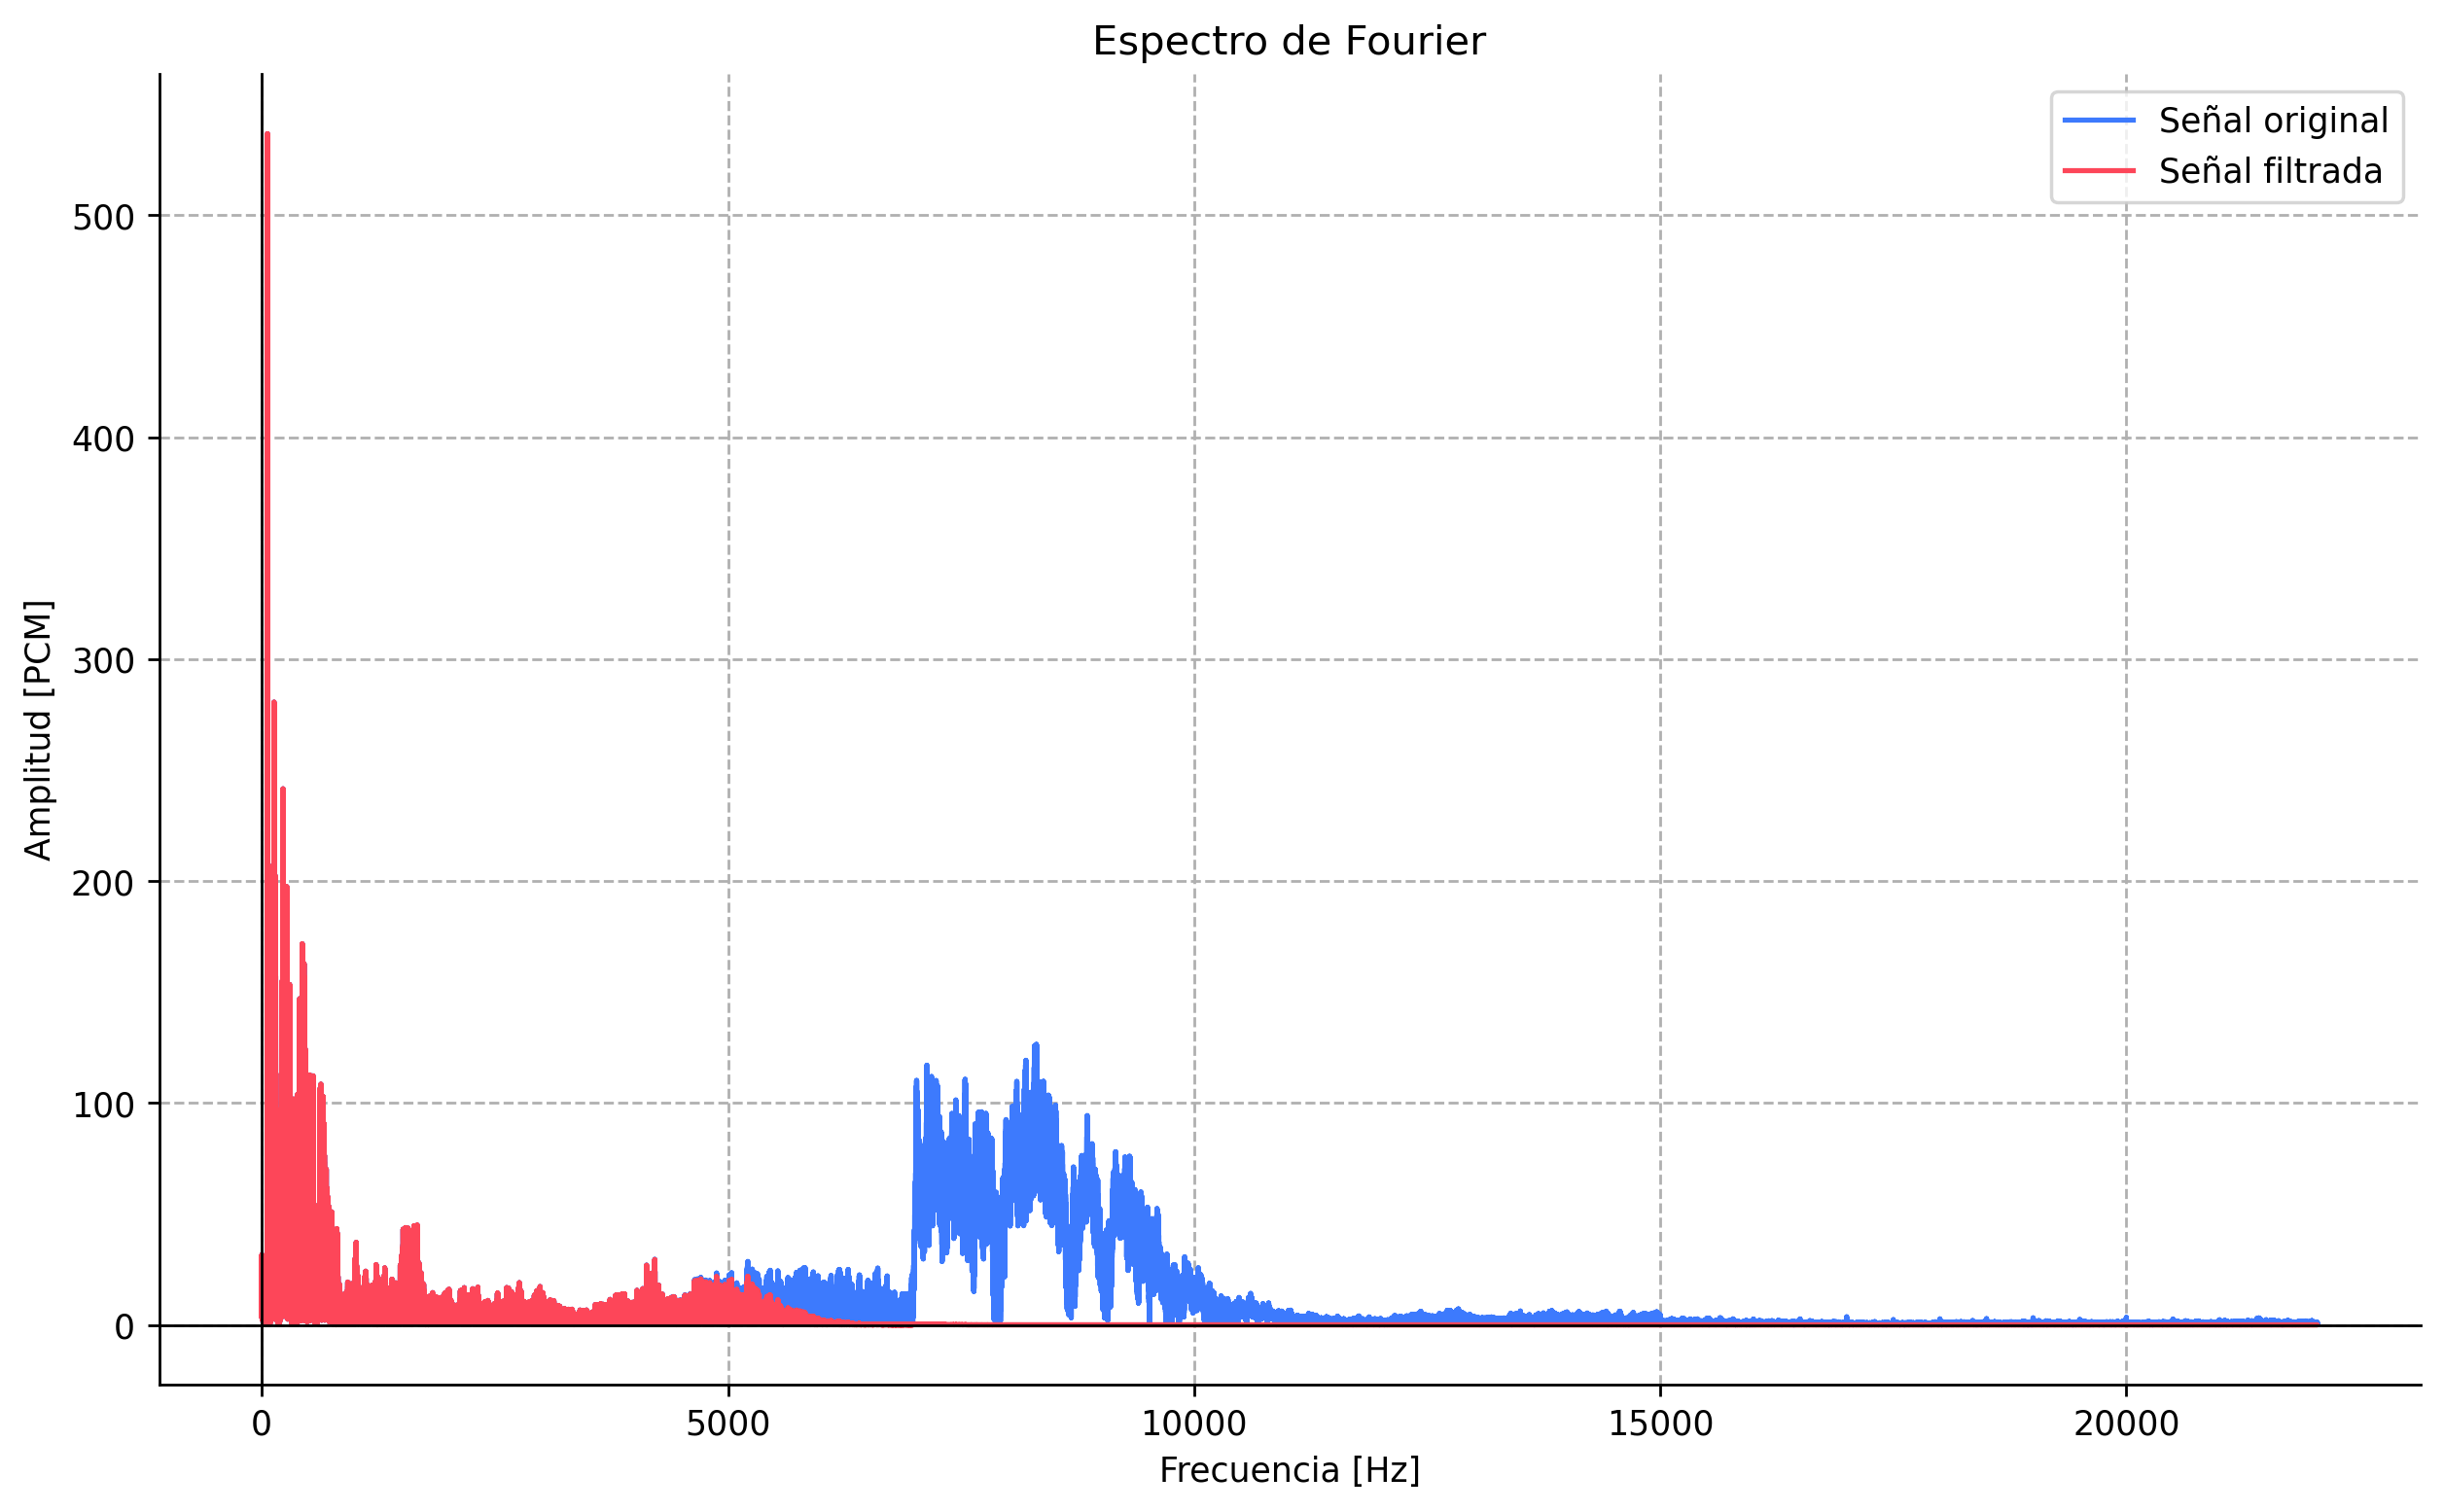 Espectro de Fourier
Señal original
Señal filtrada
500
400
300
200
100
0
Amplitud [PCM]
0
5000
10000
15000
20000
Frecuencia [Hz]